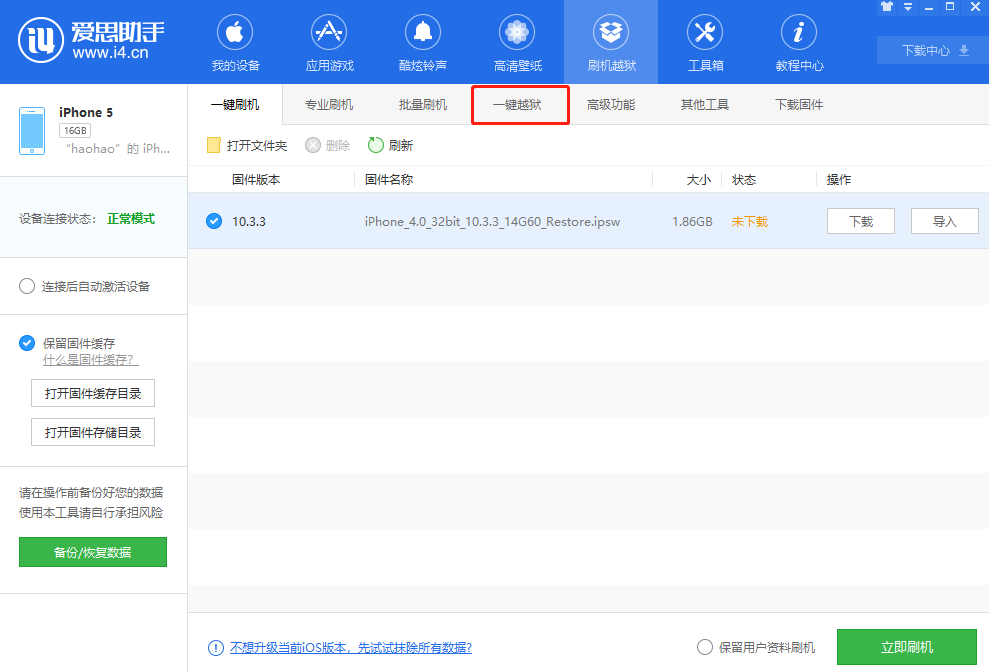 爱思助手
www.i4.cn
我的设备
应用游戏
酷炫铃声
高清壁纸
刷机越狱
工具箱
教程中心
下载中心
iPhone 5
16GB
“haohao”的 iPh...
设备连接状态： 正常模式
连接后自动激活设备
保留固件缓存
什么是固件缓存?
打开固件缓存目录
打开固件存储目录
请在操作前备份好您的数据
使用本工具请自行承担风险
备份/恢复数据
一键刷机 专业刷机 批量刷机 一键越狱 高级功能 其他工具 下载固件
打开文件夹 删除 刷新
固件版本 固件名称 大小 状态 操作
10.3.3 iPhone_4.0_32bit_10.3.3_14G60_Restore.ipsw 1.86GB 未下载 下载 导入
不想升级当前iOS版本，先试试抹除所有数据?
保留用户资料刷机
立即刷机